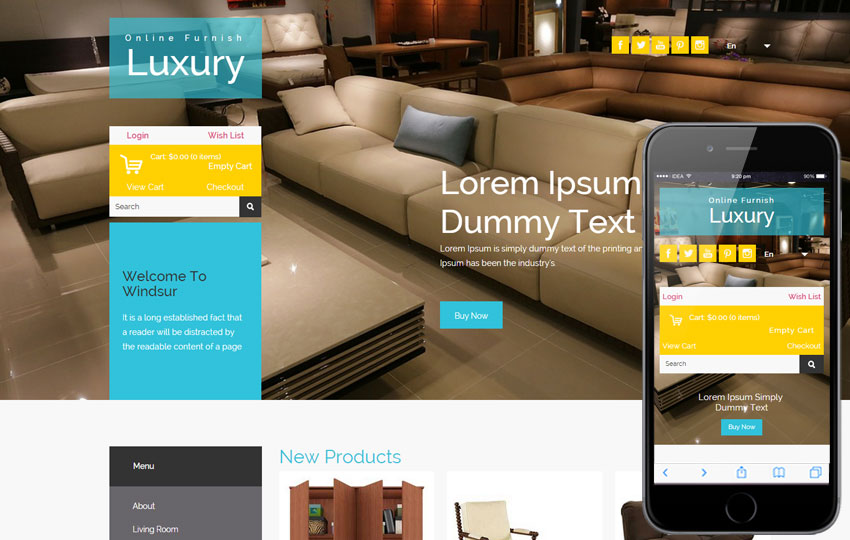 Online Furnish
Luxury
En
Login Wish List
Cart: $0.00 (0 items)
Empty Cart
View Cart Checkout
Search
Lorem Ipsum
Dummy Text
Lorem Ipsum is simply dummy text of the printing an
Ipsum has been the industry's.
Buy Now
Welcome To
Windsur
It is a long established fact that
a reader will be distracted by
the readable content of a page
Menu
About
Living Room
New Products
IDEA 9:20 pm 90%
Online Furnish
Luxury
En
Login Wish List
Cart: $0.00 (0 items)
Empty Cart
View Cart Checkout
Search
Lorem Ipsum Simply
Dummy Text
Buy Now